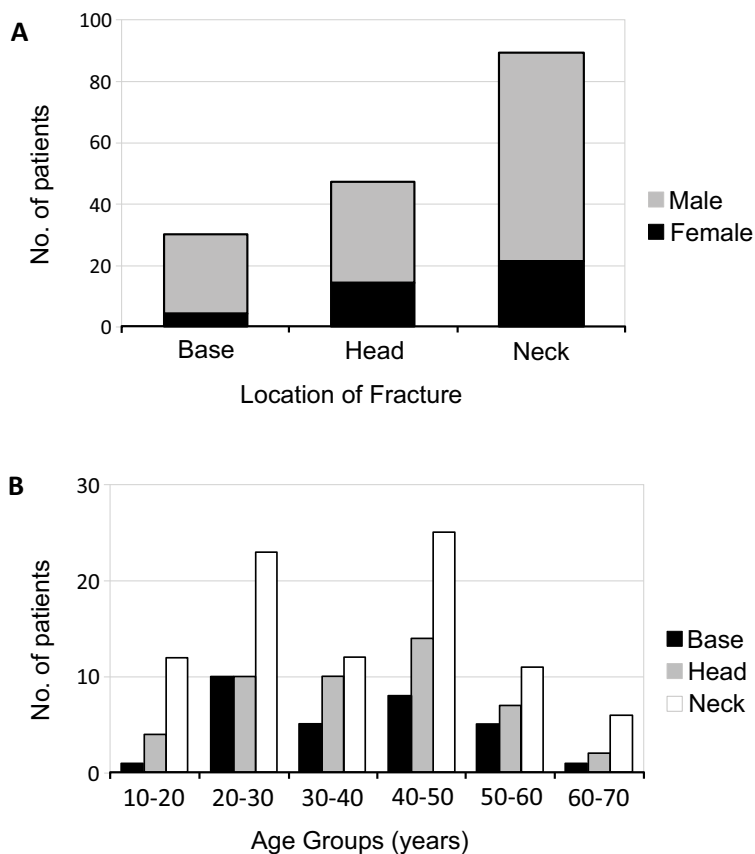 A
No. of patients
100
80
60
40
20
0
Base Head Neck
Location of Fracture
Male
Female
B
No. of patients
30
20
10
0
10-20 20-30 30-40 40-50 50-60 60-70
Age Groups (years)
Base
Head
Neck